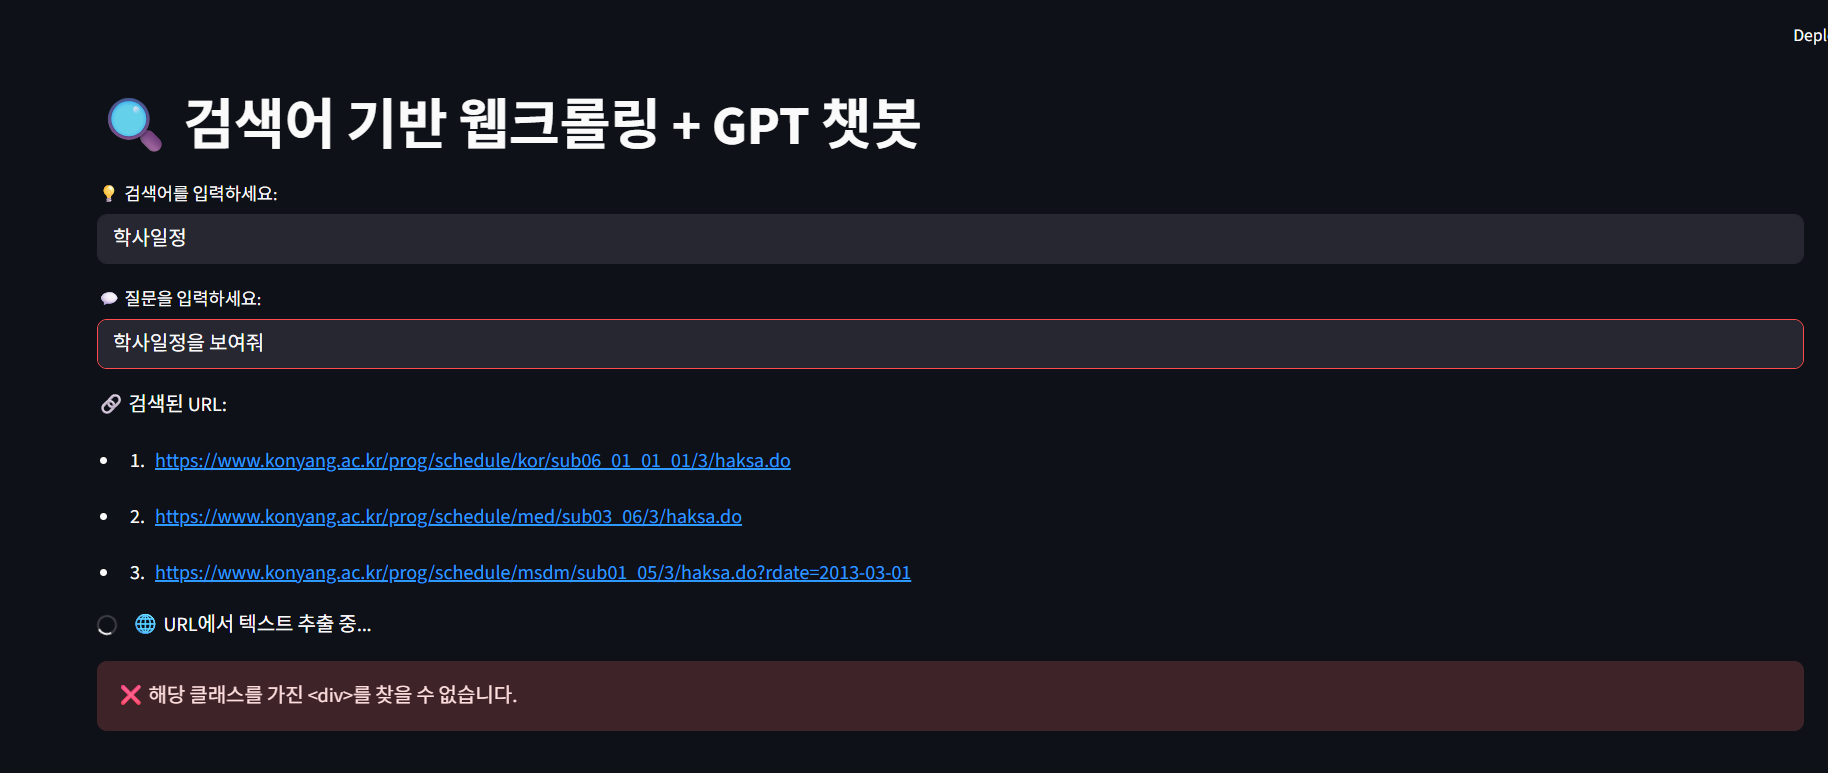 Depl
🔍 검색어 기반 웹크롤링 + GPT 챗봇
💡 검색어를 입력하세요:
학사일정
💬 질문을 입력하세요:
학사일정을 보여줘
🔗 검색된 URL:
• 1. https://www.konyang.ac.kr/prog/schedule/kor/sub06_01_01_01/3/haksa.do
• 2. https://www.konyang.ac.kr/prog/schedule/med/sub03_06/3/haksa.do
• 3. https://www.konyang.ac.kr/prog/schedule/msdm/sub01_05/3/haksa.do?rdate=2013-03-01
🌐 URL에서 텍스트 추출 중...
❌ 해당 클래스를 가진 <div>를 찾을 수 없습니다.